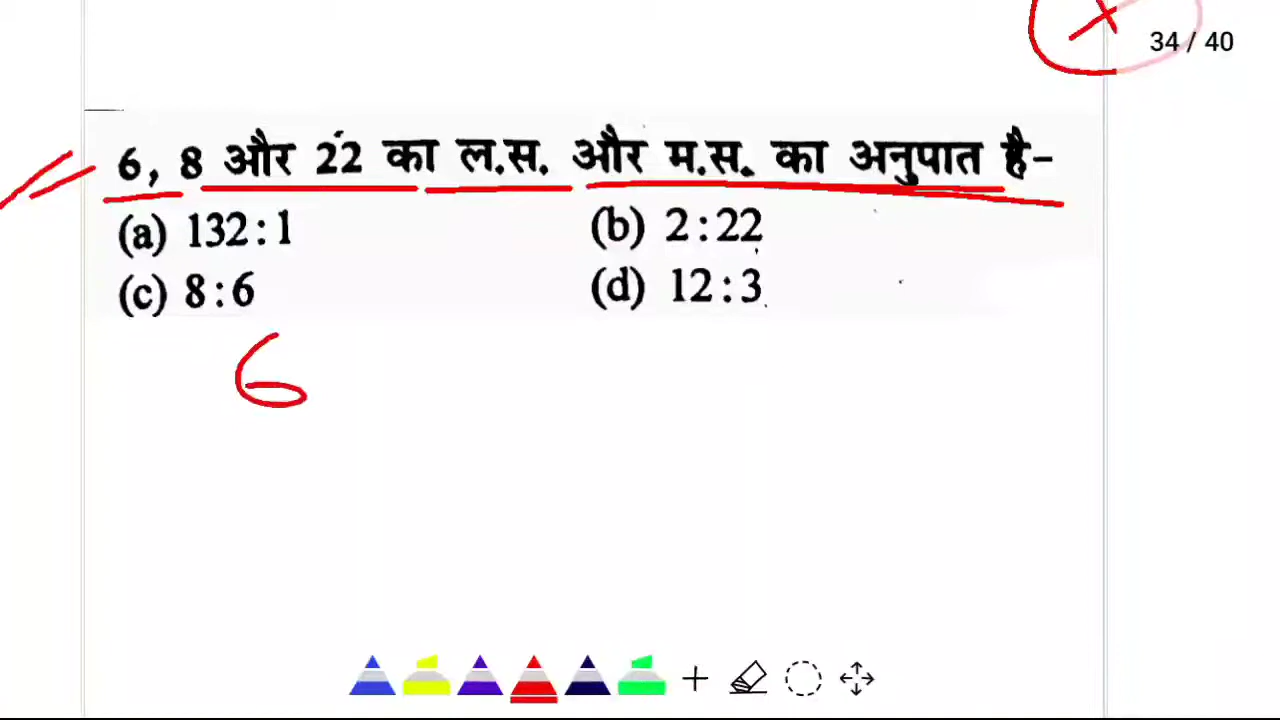 34 / 40
6, 8 और 22 का ल.स. और म.स. का अनुपात है–
(a) 132 : 1 (b) 2 : 22
(c) 8 : 6 (d) 12 : 3
6